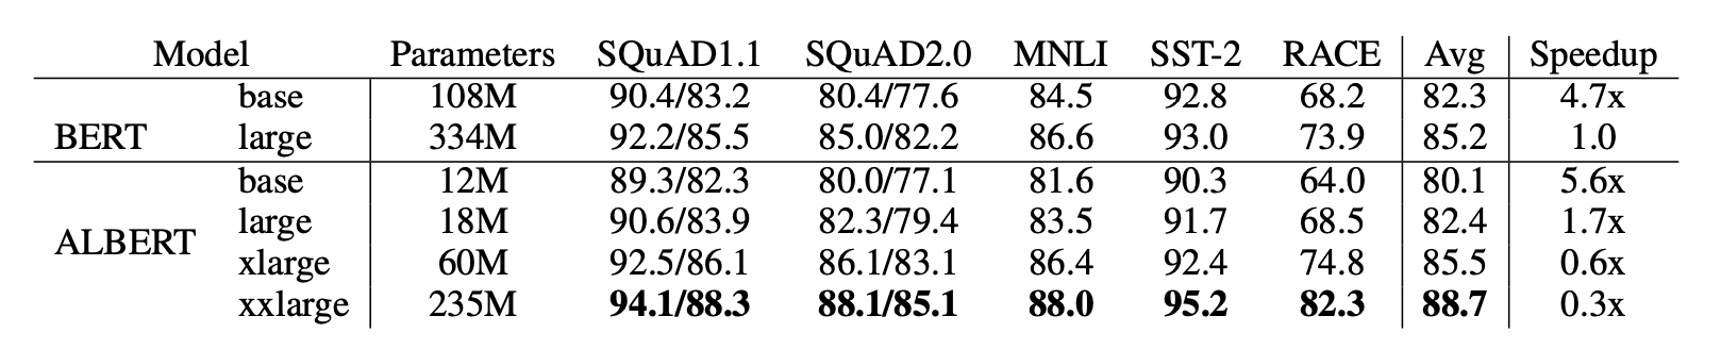 Model Parameters SQuAD1.1 SQuAD2.0 MNLI SST-2 RACE Avg Speedup
base 108M 90.4/83.2 80.4/77.6 84.5 92.8 68.2 82.3 4.7x
BERT large 334M 92.2/85.5 85.0/82.2 86.6 93.0 73.9 85.2 1.0
base 12M 89.3/82.3 80.0/77.1 81.6 90.3 64.0 80.1 5.6x
large 18M 90.6/83.9 82.3/79.4 83.5 91.7 68.5 82.4 1.7x
ALBERT
xlarge 60M 92.5/86.1 86.1/83.1 86.4 92.4 74.8 85.5 0.6x
xxlarge 235M 94.1/88.3 88.1/85.1 88.0 95.2 82.3 88.7 0.3x